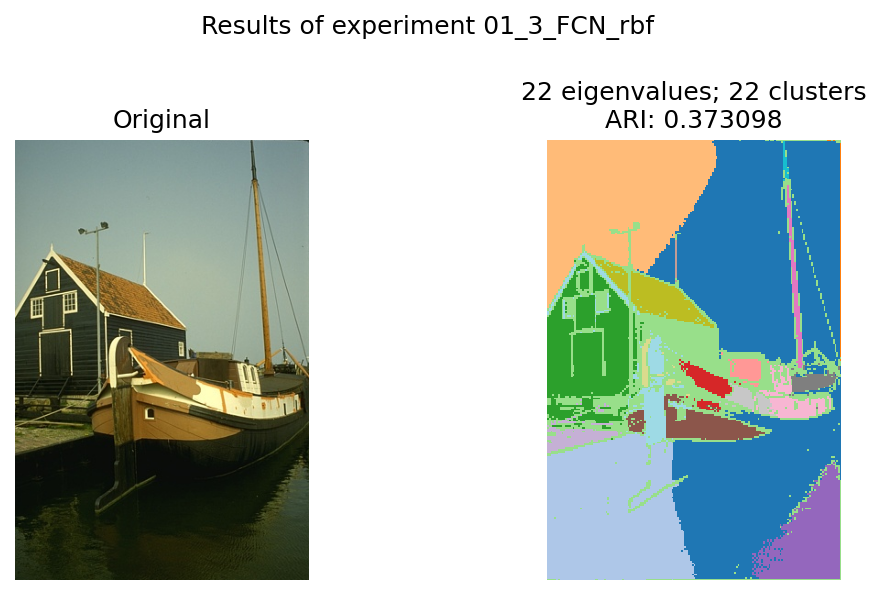 Results of experiment 01_3_FCN_rbf
Original
22 eigenvalues; 22 clusters
ARI: 0.373098